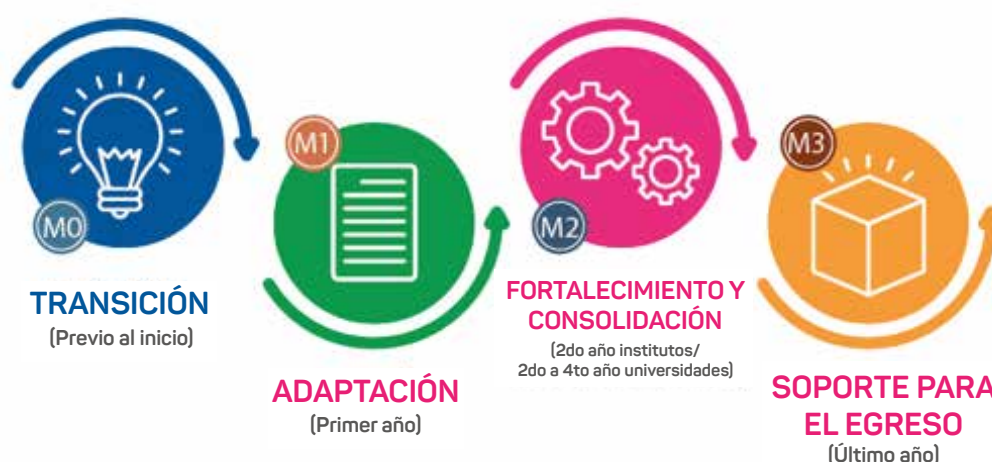 M0
TRANSICIÓN
(Previo al inicio)
M1
ADAPTACIÓN
(Primer año)
M2
FORTALECIMIENTO Y
CONSOLIDACIÓN
(2do año institutos/
2do a 4to año universidades)
M3
SOPORTE PARA
EL EGRESO
(Último año)